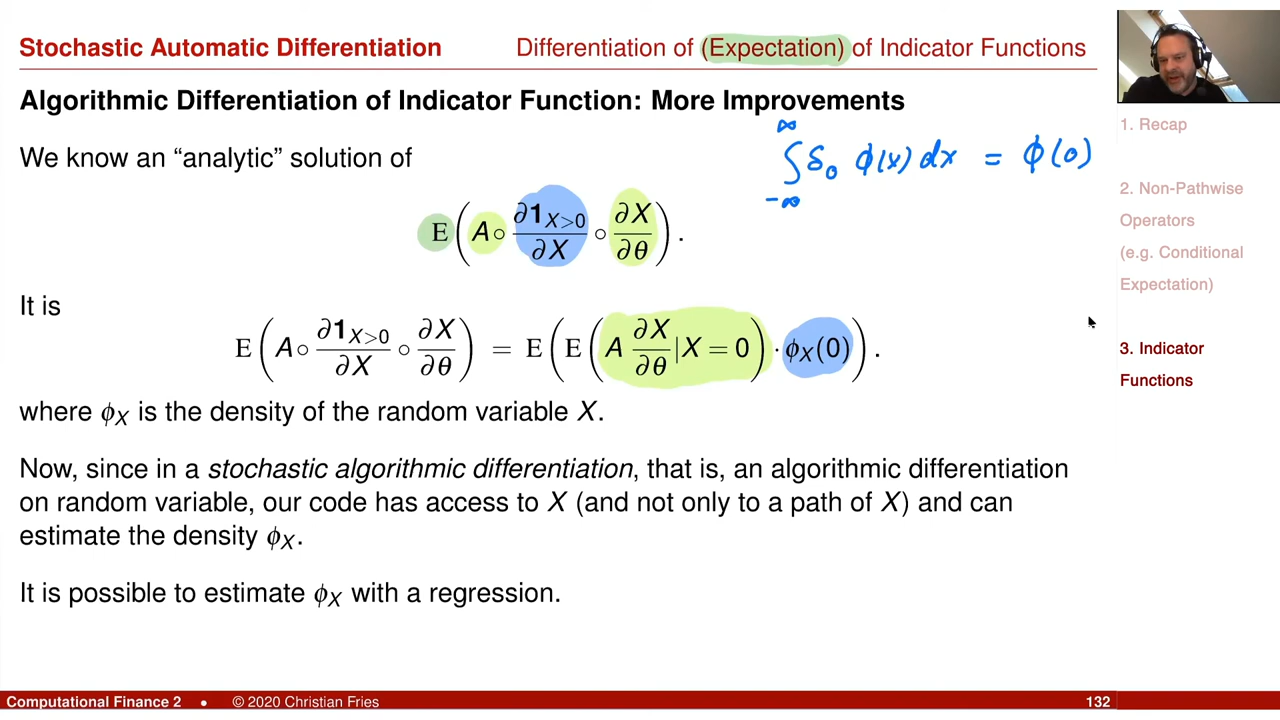 Stochastic Automatic Differentiation
Differentiation of (Expectation) of Indicator Functions
Algorithmic Differentiation of Indicator Function: More Improvements
We know an “analytic” solution of
∫_{-∞}^{∞} δ₀ ϕ(x) dx = ϕ(0)
E(A∘ ∂1_{X>0}/∂X ∘ ∂X/∂θ).
It is
E(A∘ ∂1_{X>0}/∂X ∘ ∂X/∂θ) = E(E(A ∂X/∂θ |X = 0) · ϕ_X(0)).
where ϕ_X is the density of the random variable X.
Now, since in a stochastic algorithmic differentiation, that is, an algorithmic differentiation
on random variable, our code has access to X (and not only to a path of X) and can
estimate the density ϕ_X.
It is possible to estimate ϕ_X with a regression.
1. Recap
2. Non-Pathwise
Operators
(e.g. Conditional
Expectation)
3. Indicator
Functions
Computational Finance 2 • © 2020 Christian Fries
132